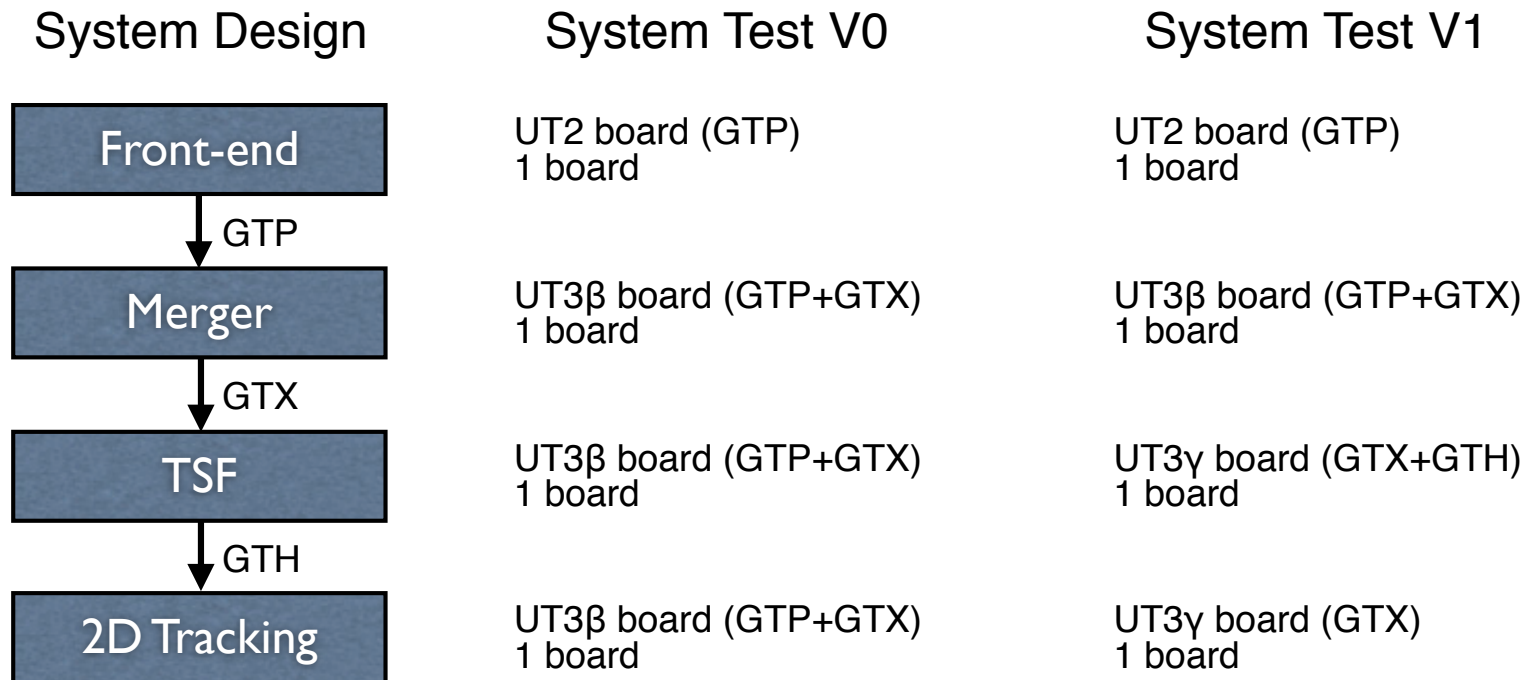 System Design
System Test V0
System Test V1
Front-end
UT2 board (GTP)
1 board
UT2 board (GTP)
1 board
GTP
Merger
UT3β board (GTP+GTX)
1 board
UT3β board (GTP+GTX)
1 board
GTX
TSF
UT3β board (GTP+GTX)
1 board
UT3γ board (GTX+GTH)
1 board
GTH
2D Tracking
UT3β board (GTP+GTX)
1 board
UT3γ board (GTX)
1 board